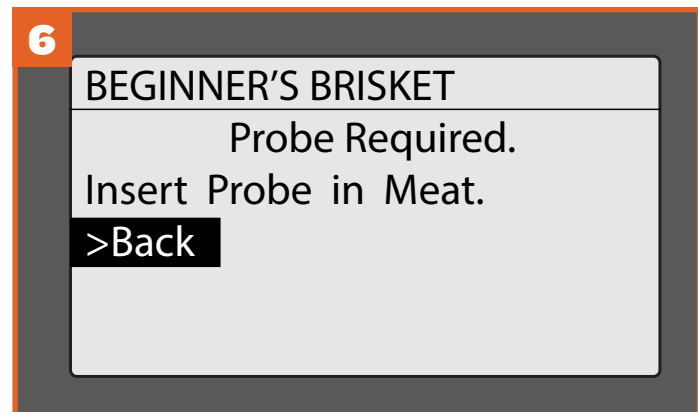 6
BEGINNER’S BRISKET
Probe Required.
Insert Probe in Meat.
>Back